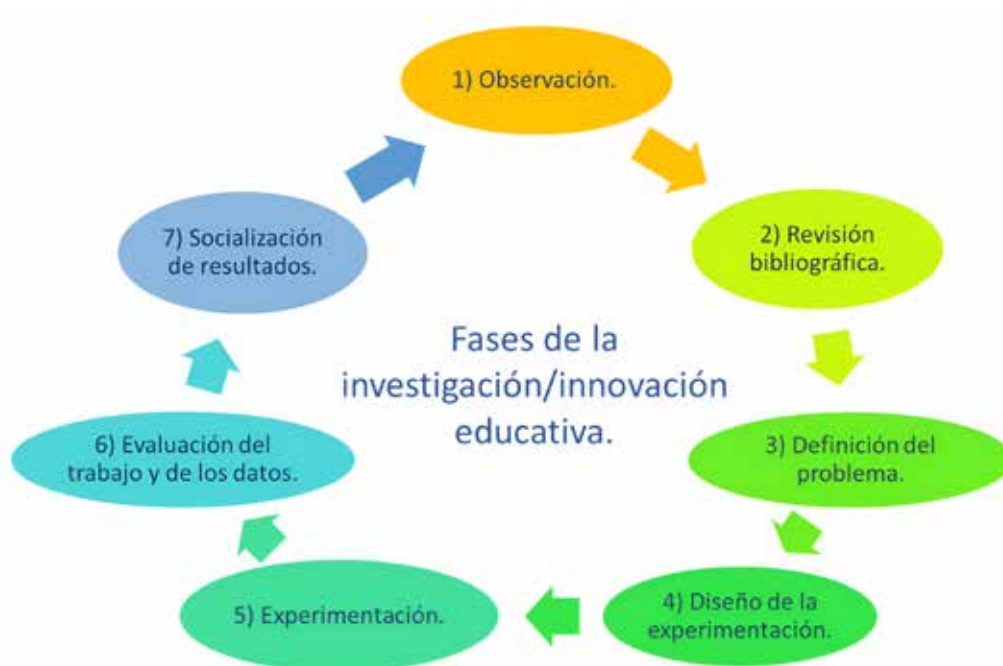 1) Observación.
2) Revisión
bibliográfica.
3) Definición del
problema.
4) Diseño de la
experimentación.
5) Experimentación.
6) Evaluación del
trabajo y de los datos.
7) Socialización
de resultados.
Fases de la
investigación/innovación
educativa.